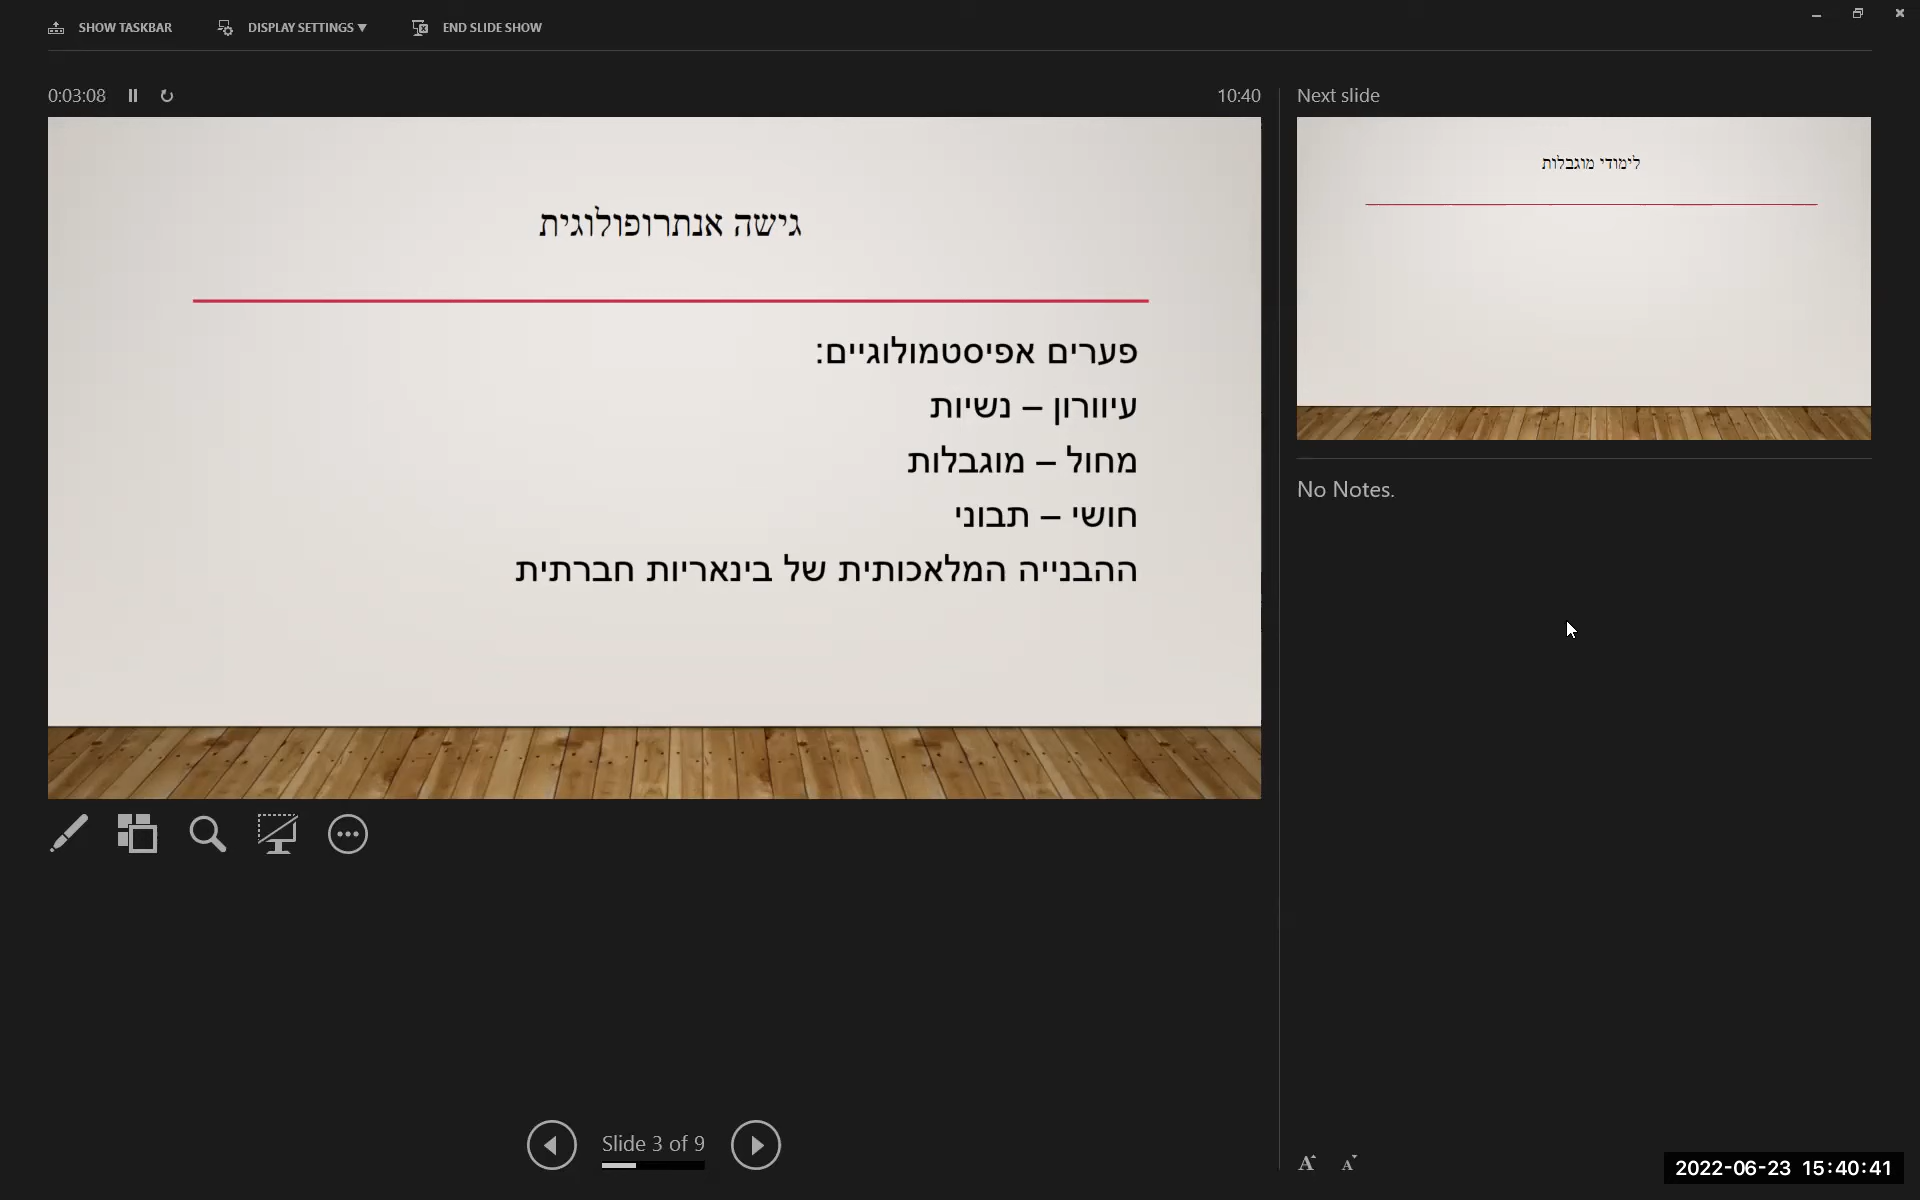 SHOW TASKBAR
DISPLAY SETTINGS ▼
END SLIDE SHOW
0:03:08
10:40
Next slide
גישה אנתרופולוגית
פערים אפיסטמולוגיים:
עיוורון – נשיות
מחול – מוגבלות
חושי – תבוני
ההבנייה המלאכותית של בינאריות חברתית
לימודי מוגבלות
No Notes.
Slide 3 of 9
A A
2022-06-23 15:40:41